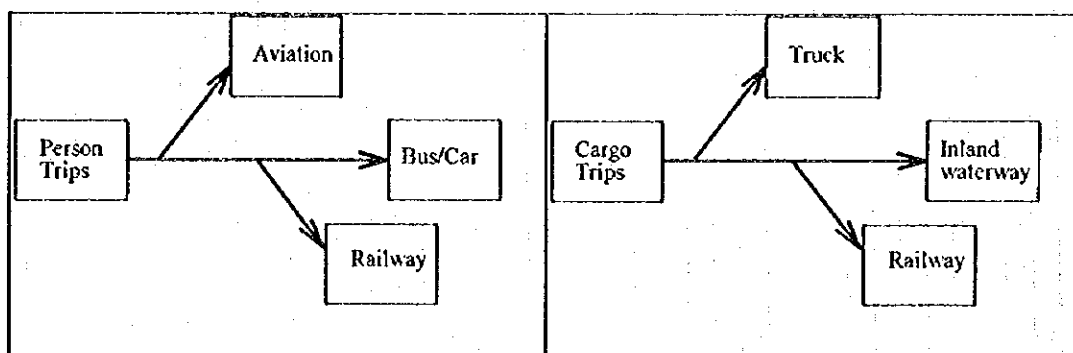 Aviation
Person
Trips
Bus/Car
Railway
Truck
Cargo
Trips
Inland
waterway
Railway